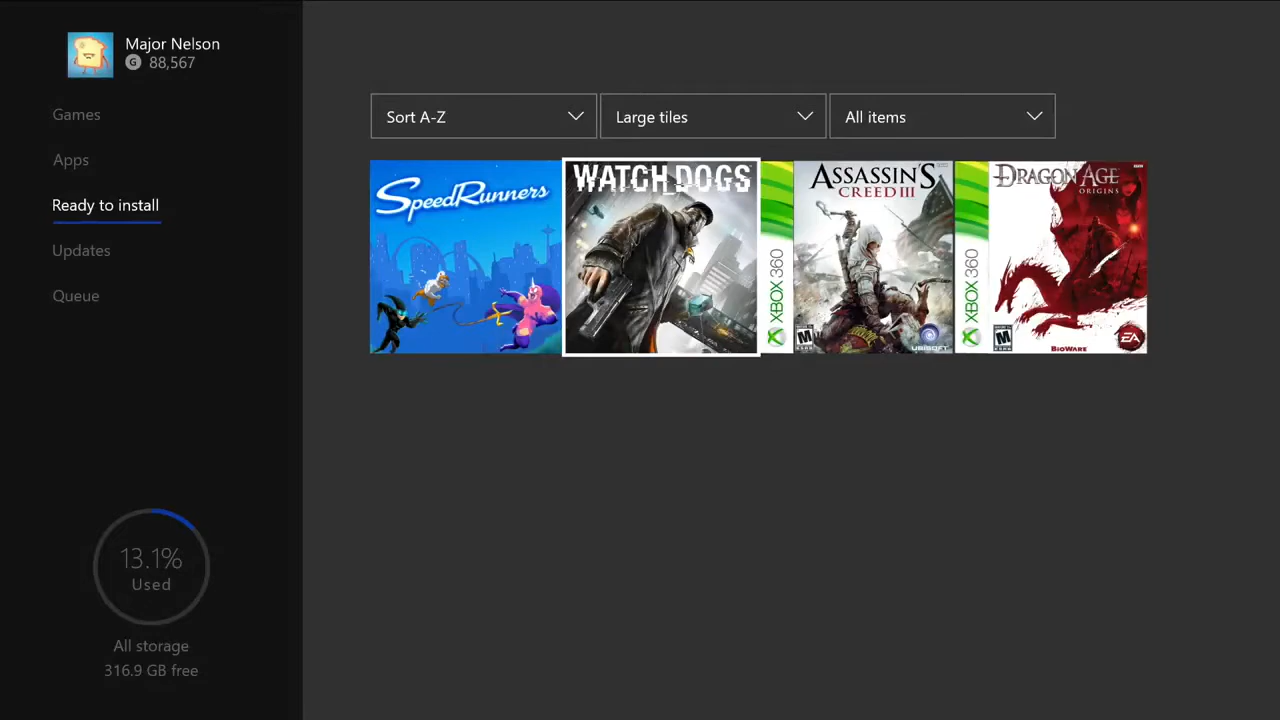 Major Nelson
G 88,567
Games
Apps
Ready to install
Updates
Queue
13.1%
Used
All storage
316.9 GB free
Sort A-Z
Large tiles
All items
SpeedRunners
WATCH_DOGS
XBOX 360
ASSASSIN'S
CREED III
M
UBISOFT
XBOX 360
DRAGON AGE
ORIGINS
M
BIOWARE
EA